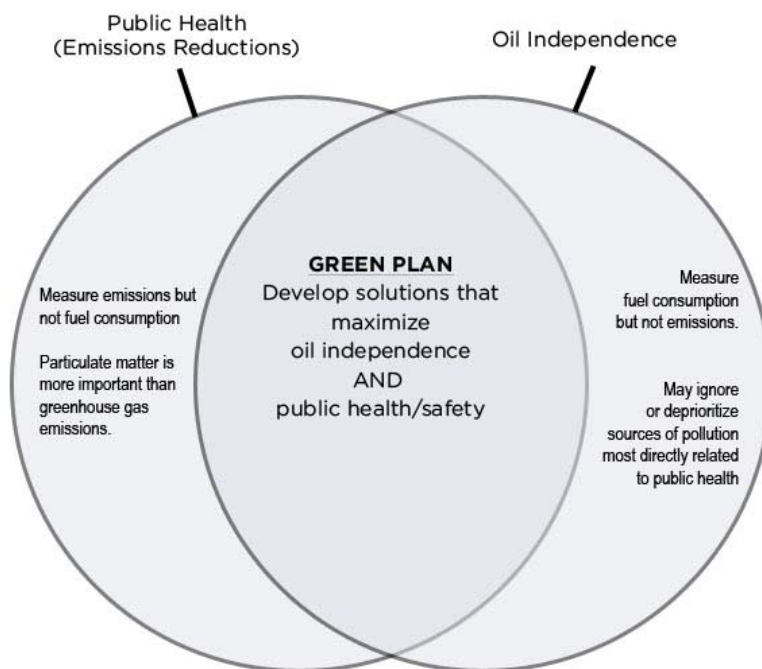 Public Health
(Emissions Reductions)
Oil Independence
Measure emissions but
not fuel consumption
Particulate matter is
more important than
greenhouse gas
emissions.
GREEN PLAN
Develop solutions that
maximize
oil independence
AND
public health/safety
Measure
fuel consumption
but not emissions.
May ignore
or deprioritize
sources of pollution
most directly related
to public health